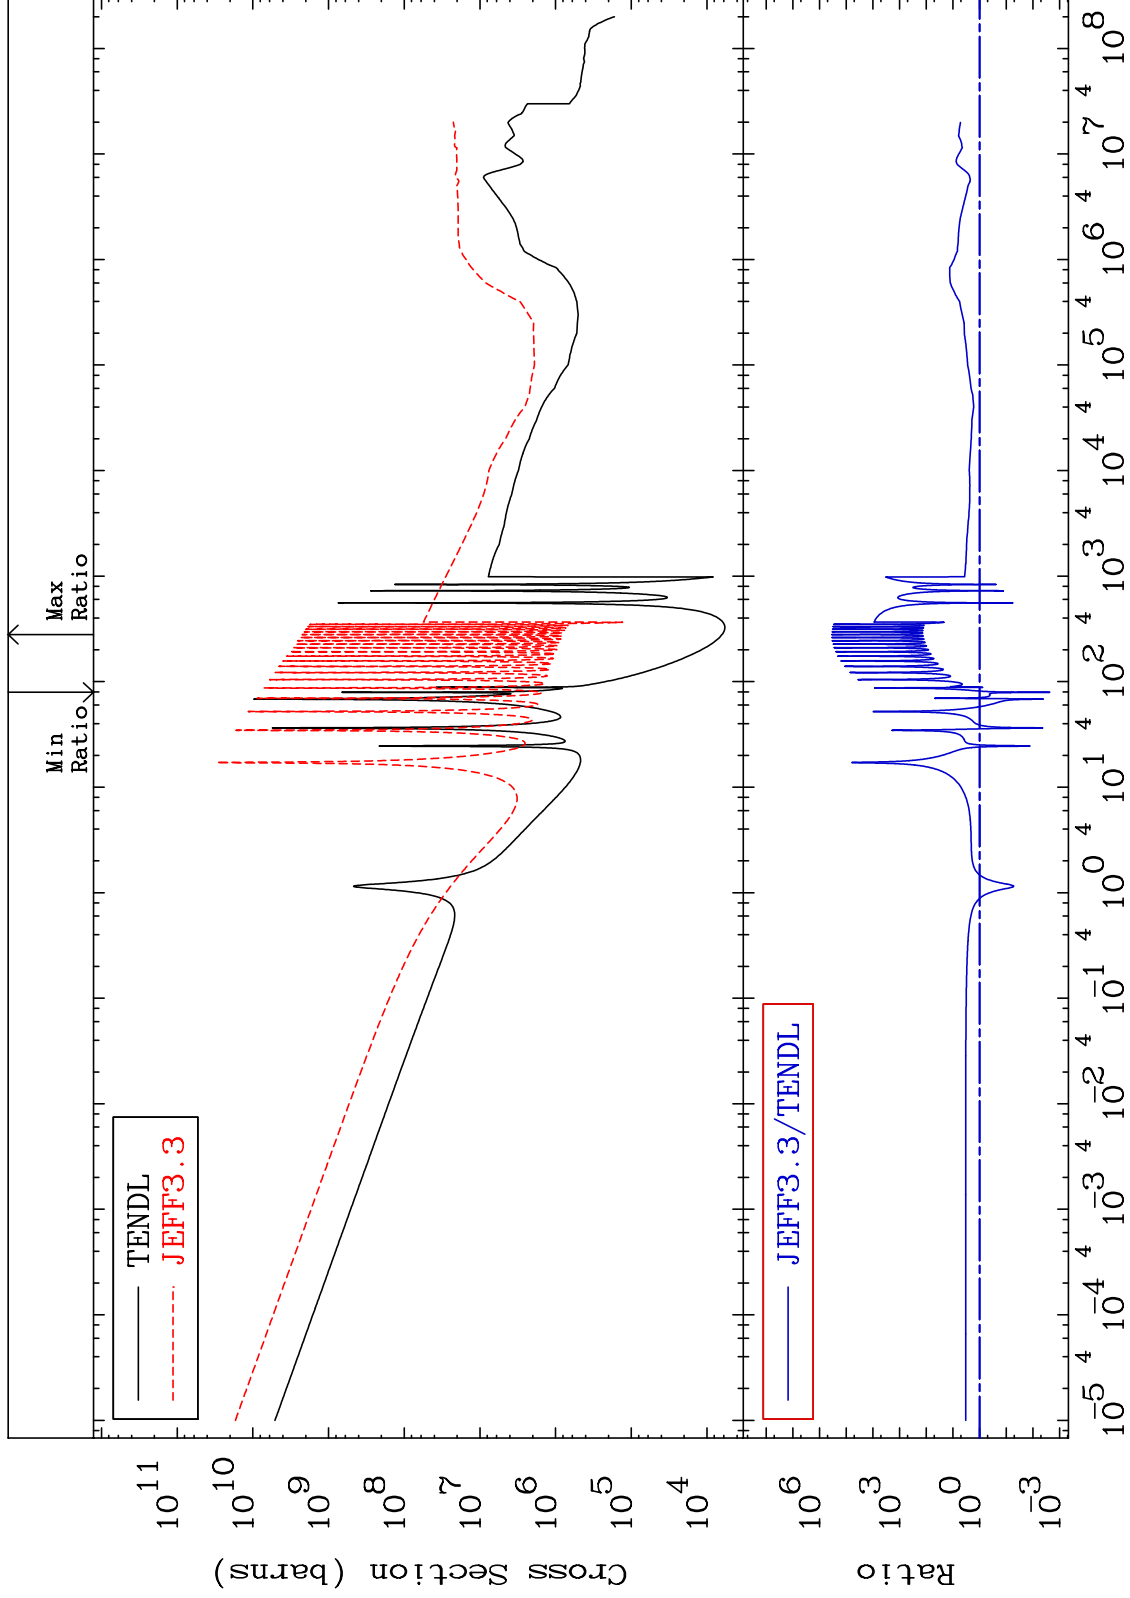 Min Max
Ratio Ratio
TENDL
JEFF3.3
10^11
10^10
10^9
10^8
10^7
10^6
10^5
10^4
Cross Section (barns)
JEFF3.3/TENDL
10^6
10^3
10^0
10^-3
Ratio
10^-5 4 10^-4 4 10^-3 4 10^-2 4 10^-1 4 10^0 4 10^1 4 10^2 4 10^3 4 10^4 4 10^5 4 10^6 4 10^7 4 10^8